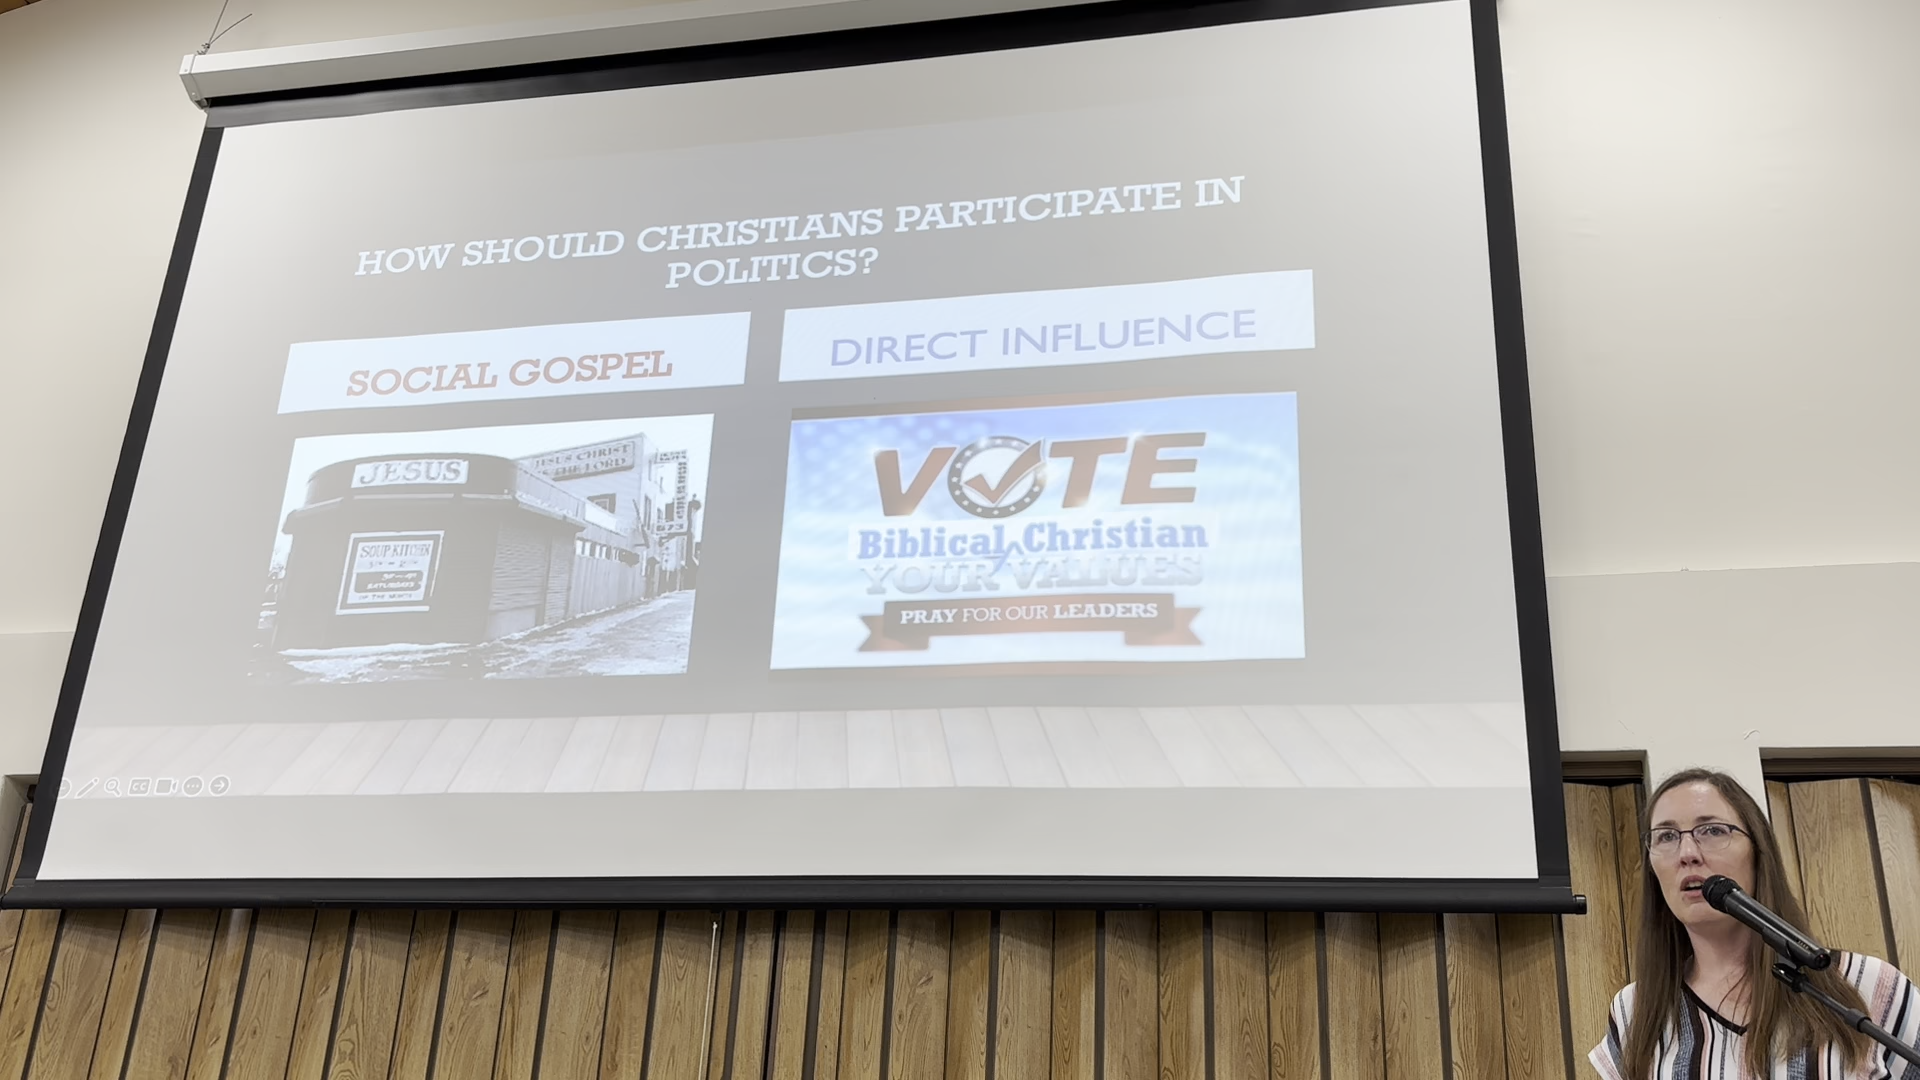 HOW SHOULD CHRISTIANS PARTICIPATE IN
POLITICS?
SOCIAL GOSPEL
DIRECT INFLUENCE
JESUS
JESUS CHRIST
IS THE LORD
SOUP KITCHEN
SATURDAYS
VOTE
Biblical Christian
YOUR VALUES
PRAY FOR OUR LEADERS
CC